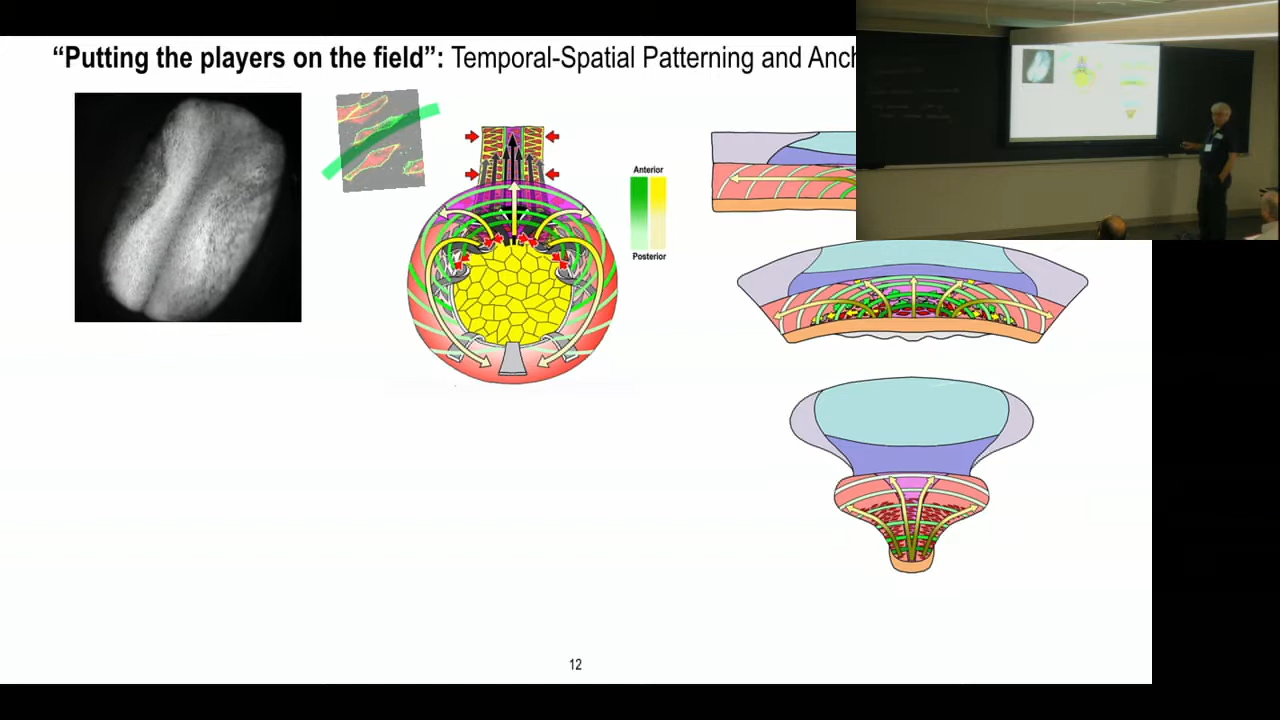 “Putting the players on the field”: Temporal-Spatial Patterning and Anch
Anterior
Posterior
12